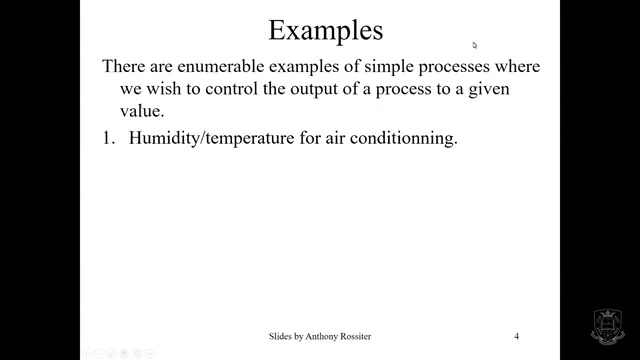 Examples
There are enumerable examples of simple processes where
we wish to control the output of a process to a given
value.
1. Humidity/temperature for air conditionning.
Slides by Anthony Rossiter
4